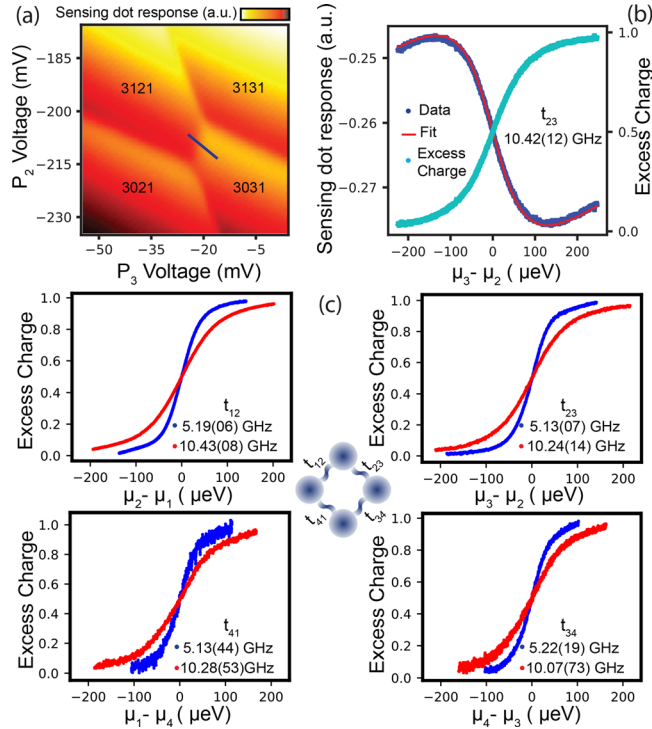 (a)
Sensing dot response (a.u.)
P2 Voltage (mV)
−185
−200
−215
−230
3121
3131
3021
3031
−50
−35
−20
−5
P3 Voltage (mV)
(b)
Sensing dot response (a.u.)
−0.25
−0.26
−0.27
Data
Fit
Excess
Charge
t23
10.42(12) GHz
1.0
0.5
0.0
Excess Charge
−200
−100
0
100
200
μ3− μ2 ( μeV)
(c)
Excess Charge
1.0
0.8
0.6
0.4
0.2
0.0
t12
5.19(06) GHz
10.43(08) GHz
−200
−100
0
100
200
μ2− μ1 ( μeV)
Excess Charge
1.0
0.8
0.6
0.4
0.2
0.0
t23
5.13(07) GHz
10.24(14) GHz
−200
−100
0
100
200
μ3− μ2 ( μeV)
t12
t23
t41
t34
Excess Charge
1.0
0.8
0.6
0.4
0.2
0.0
t41
5.13(44) GHz
10.28(53)GHz
−200
−100
0
100
200
μ1− μ4 ( μeV)
Excess Charge
1.0
0.8
0.6
0.4
0.2
0.0
t34
5.22(19) GHz
10.07(73) GHz
−200
−100
0
100
200
μ4− μ3 ( μeV)